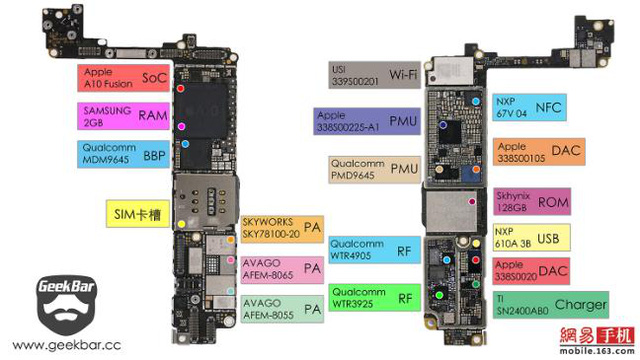 Apple
A10 Fusion
SoC
SAMSUNG
2GB
RAM
Qualcomm
MDM9645
BBP
SIM卡槽
SKYWORKS
SKY78100-20
PA
AVAGO
AFEM-8065
PA
AVAGO
AFEM-8055
PA
USI
339S00201
Wi-Fi
Apple
338S00225-A1
PMU
Qualcomm
PMD9645
PMU
Qualcomm
WTR4905
RF
Qualcomm
WTR3925
RF
NXP
67V 04
NFC
Apple
338S00105
DAC
Skhynix
128GB
ROM
NXP
610A 3B
USB
Apple
338S0020
DAC
TI
SN2400AB0
Charger
A10
GeekBar
www.geekbar.cc
网易手机
mobile.163.com